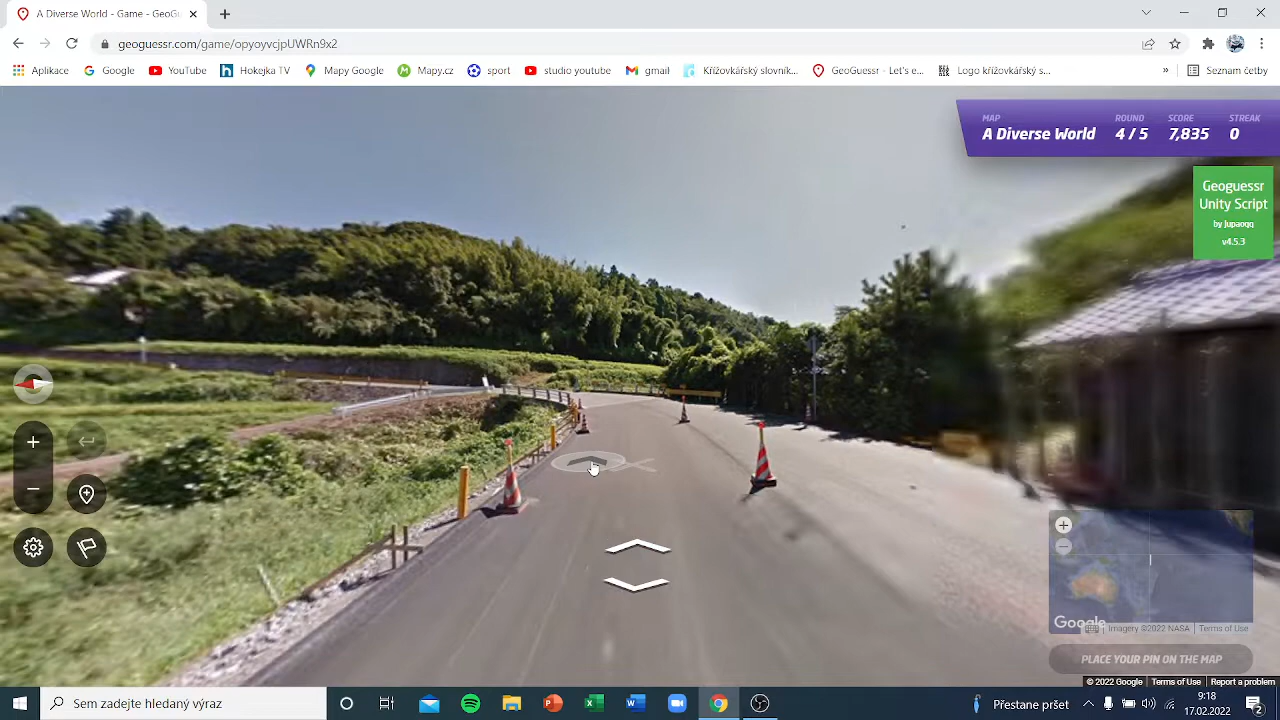 A Diverse World - Game - GeoG
geoguessr.com/game/opyoyvcjpUWRn9x2
Aplikace Google YouTube Hokejka TV Mapy Google Mapy.cz sport studio youtube gmail Křížovkářský slovník... GeoGuessr - Let's e... Logo křížovkářský s... » Seznam četby
MAP ROUND SCORE STREAK
A Diverse World 4 / 5 7,835 0
Geoguessr
Unity Script
by Jupaoqq
v4.5.3
Google Imagery ©2022 NASA Terms of Use
PLACE YOUR PIN ON THE MAP
© 2022 Google Terms of Use Report a problem
Sem zadejte hledaný výraz
Přestane pršet
9:18
17.02.2022
2